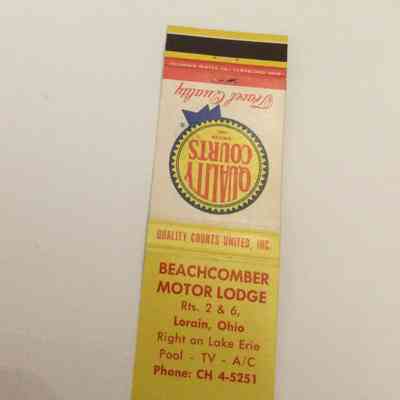 Travel Quality
QUALITY
COURTS
QUALITY COURTS UNITED, INC.
BEACHCOMBER
MOTOR LODGE
Rts. 2 & 6,
Lorain, Ohio
Right on Lake Erie
Pool - TV - A/C
Phone: CH 4-5251